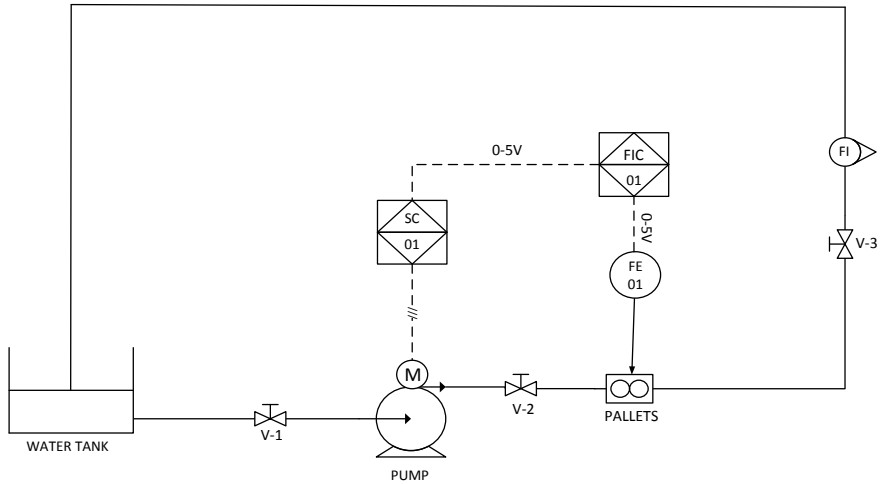 0-5V
FIC
01
FI
SC
01
0-5V
V-3
FE
01
M
V-2
PALLETS
V-1
WATER TANK
PUMP